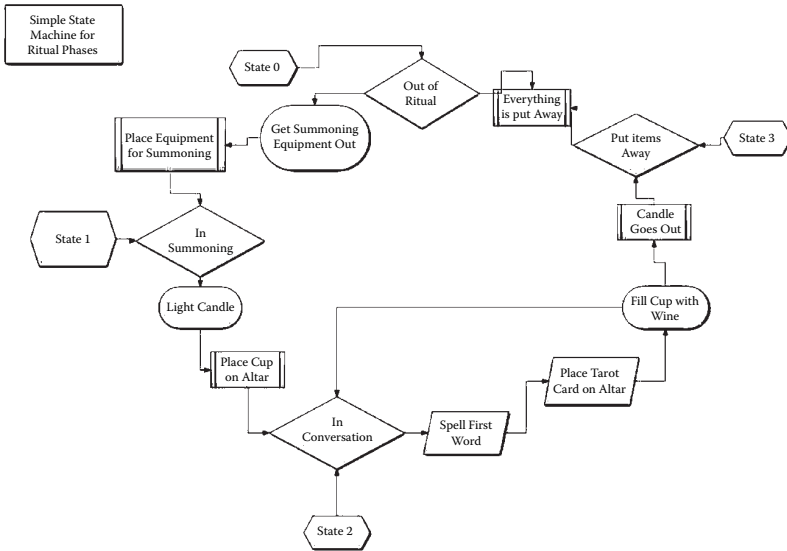 Simple State
Machine for
Ritual Phases
State 0
Out of
Ritual
Everything
is put Away
Get Summoning
Equipment Out
Place Equipment
for Summoning
Put items
Away
State 3
Candle
Goes Out
State 1
In
Summoning
Light Candle
Fill Cup with
Wine
Place Cup
on Altar
Place Tarot
Card on Altar
In
Conversation
Spell First
Word
State 2